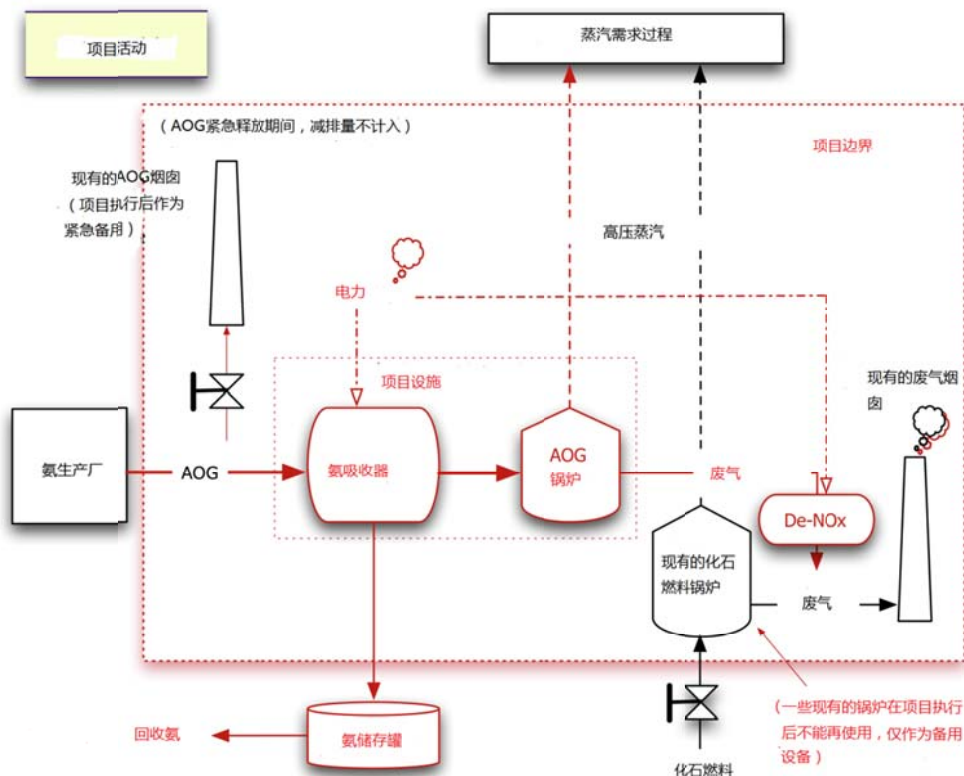 项目活动
蒸汽需求过程
（AOG紧急释放期间，减排量不计入）
项目边界
现有的AOG烟囱
（项目执行后作为
紧急备用）
高压蒸汽
电力
项目设施
现有的废气烟
囱
氨生产厂
AOG
氨吸收器
AOG
锅炉
废气
De-NOx
现有的化石
燃料锅炉
废气
回收氨
氨储存罐
（一些现有的锅炉在项目执行
后不能再使用，仅作为备用
设备）
化石燃料